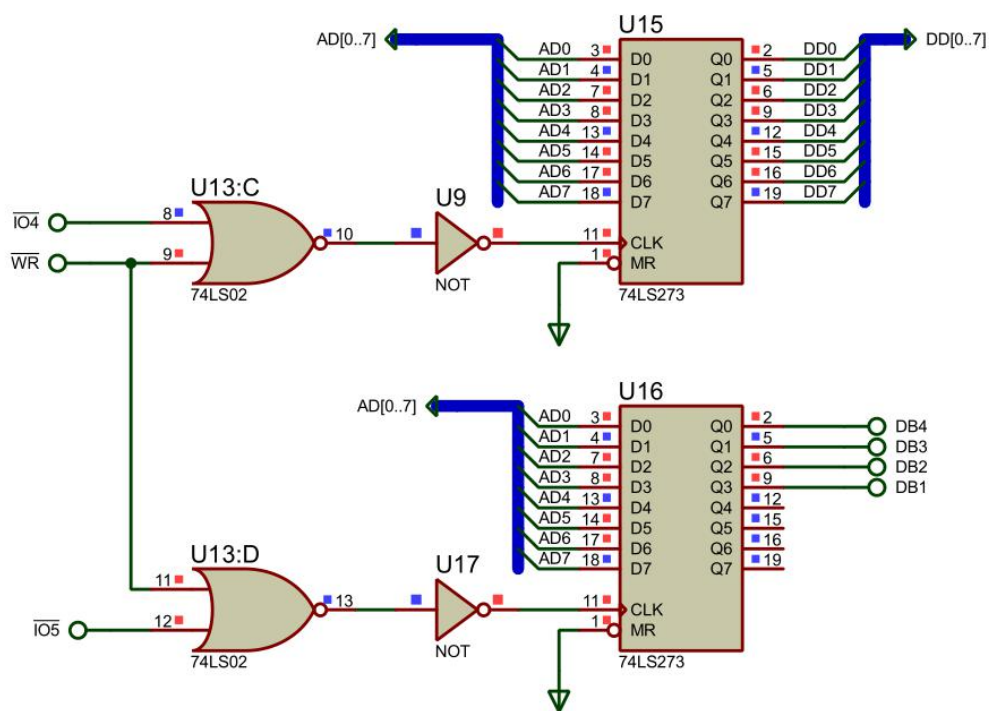 U15
AD[0..7] DD[0..7]
AD0 3 D0 Q0 2 DD0
AD1 4 D1 Q1 5 DD1
AD2 7 D2 Q2 6 DD2
AD3 8 D3 Q3 9 DD3
AD4 13 D4 Q4 12 DD4
AD5 14 D5 Q5 15 DD5
AD6 17 D6 Q6 16 DD6
AD7 18 D7 Q7 19 DD7
U13:C U9
IO4 8
10 11 CLK
WR 9 1 MR
74LS02 NOT 74LS273
U16
AD[0..7]
AD0 3 D0 Q0 2 DB4
AD1 4 D1 Q1 5 DB3
AD2 7 D2 Q2 6 DB2
AD3 8 D3 Q3 9 DB1
AD4 13 D4 Q4 12
AD5 14 D5 Q5 15
AD6 17 D6 Q6 16
AD7 18 D7 Q7 19
U13:D U17
11
13 11 CLK
IO5 12 1 MR
74LS02 NOT 74LS273